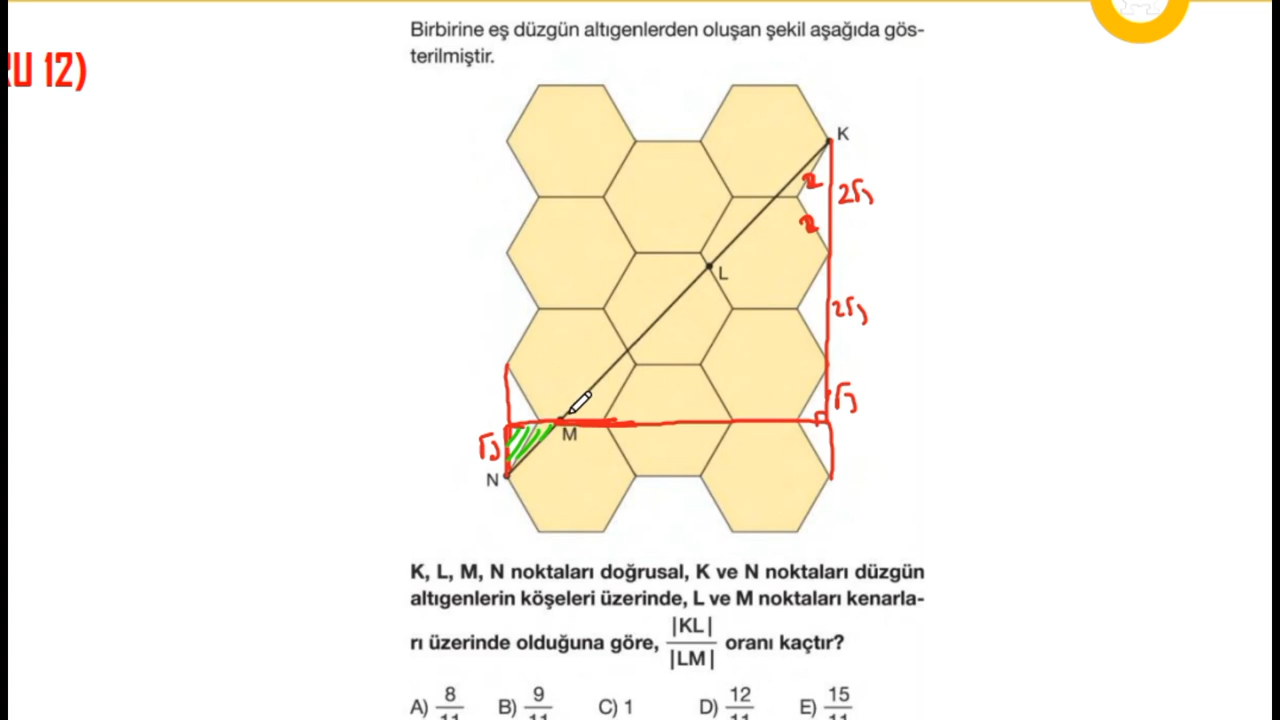 RU 12)
Birbirine eş düzgün altıgenlerden oluşan şekil aşağıda gös-
terilmiştir.
K
2
2√3
2
L
2√3
√3
M
√3
N
K, L, M, N noktaları doğrusal, K ve N noktaları düzgün
altıgenlerin köşeleri üzerinde, L ve M noktaları kenarla-
rı üzerinde olduğuna göre, |KL| / |LM| oranı kaçtır?
A) 8/11 B) 9/11 C) 1 D) 12/11 E) 15/11